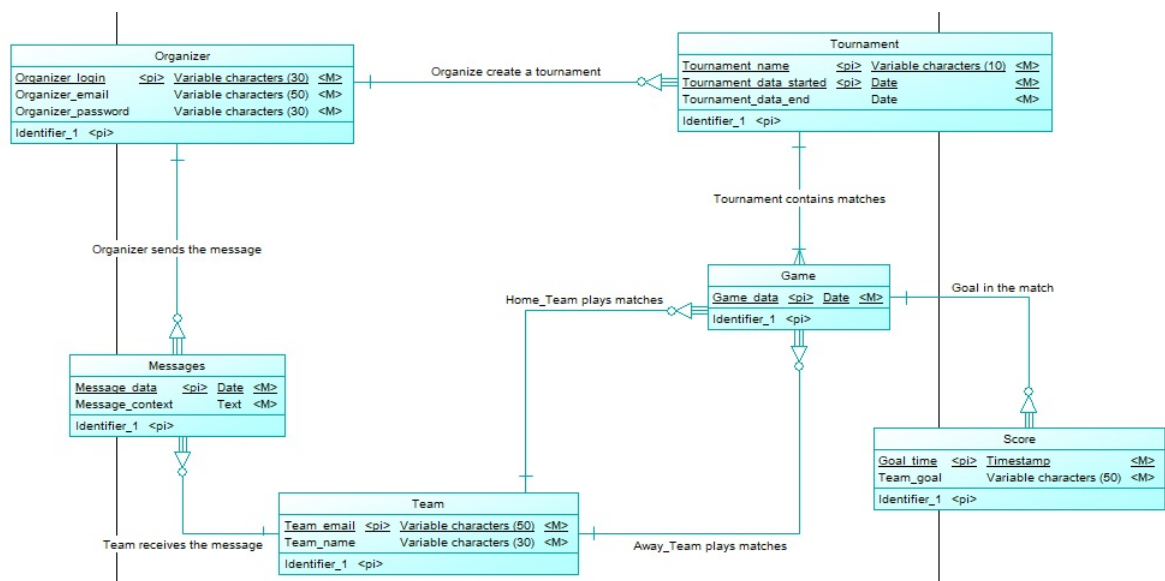 Organizer
Organizer_login <pi> Variable characters (30) <M>
Organizer_email Variable characters (50) <M>
Organizer_password Variable characters (30) <M>
Identifier_1 <pi>
Organize create a tournament
Tournament
Tournament_name <pi> Variable characters (10) <M>
Tournament_data_started <pi> Date <M>
Tournament_data_end Date <M>
Identifier_1 <pi>
Tournament contains matches
Organizer sends the message
Game
Game_data <pi> Date <M>
Identifier_1 <pi>
Home_Team plays matches
Goal in the match
Messages
Message_data <pi> Date <M>
Message_context Text <M>
Identifier_1 <pi>
Score
Goal_time <pi> Timestamp <M>
Team_goal Variable characters (50) <M>
Identifier_1 <pi>
Team
Team_email <pi> Variable characters (50) <M>
Team_name Variable characters (30) <M>
Identifier_1 <pi>
Team receives the message
Away_Team plays matches